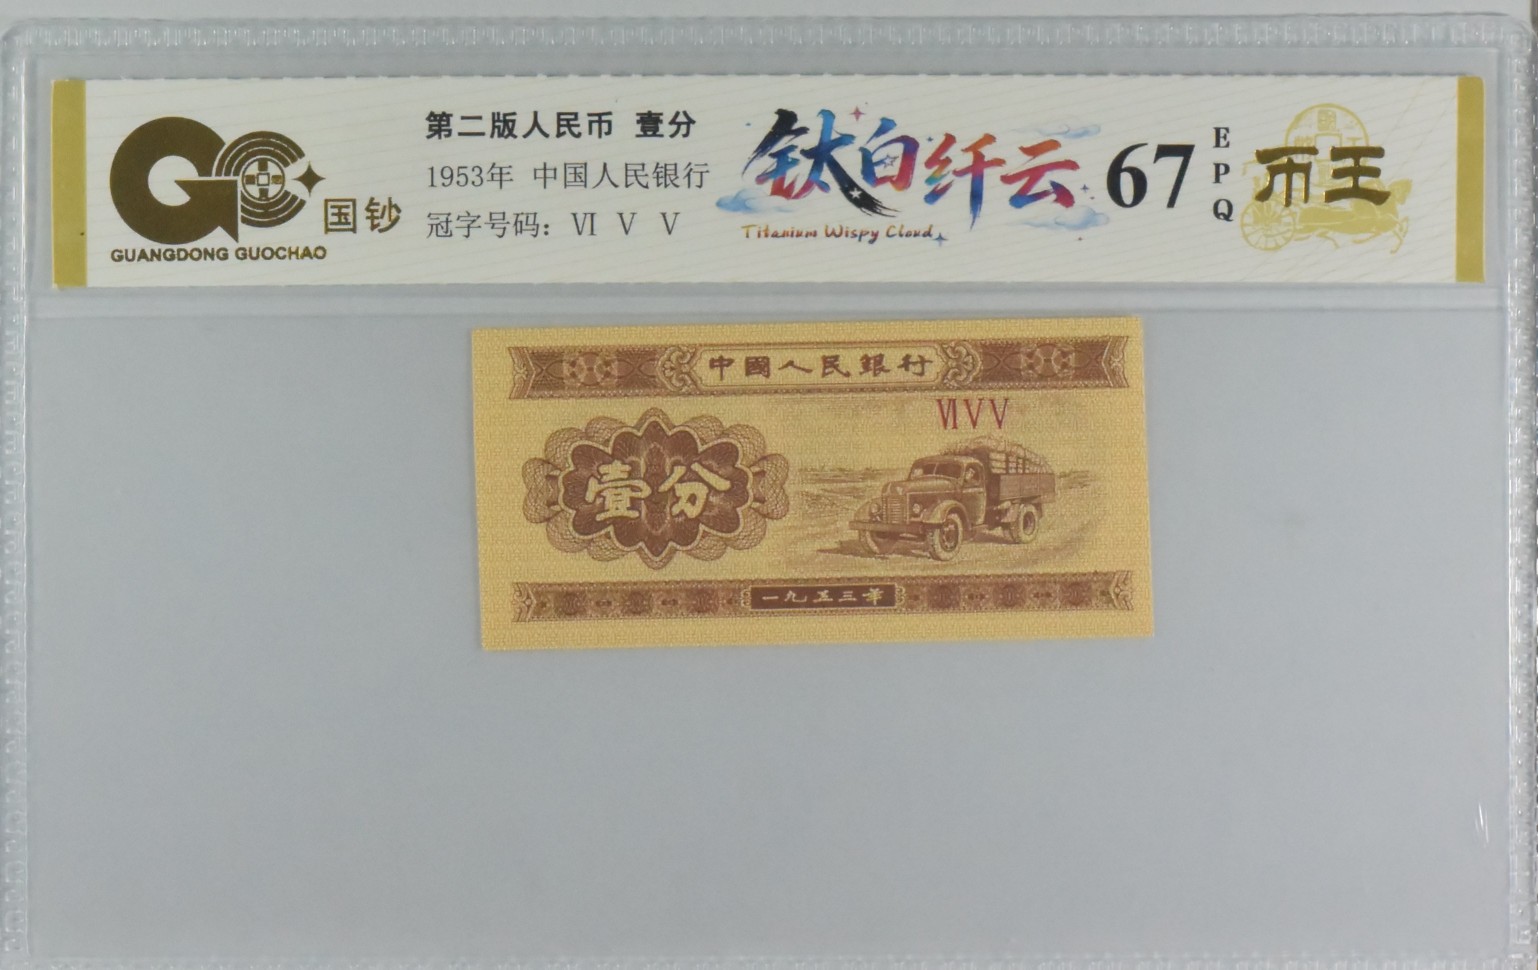 GC 国钞
GUANGDONG GUOCHAO
第二版人民币 壹分
1953年 中国人民银行
冠字号码: Ⅵ Ⅴ Ⅴ
钛白纤云
Titanium Wispy Cloud
67
EPQ
币王
中國人民銀行
ⅥⅤⅤ
壹分
一九五三年